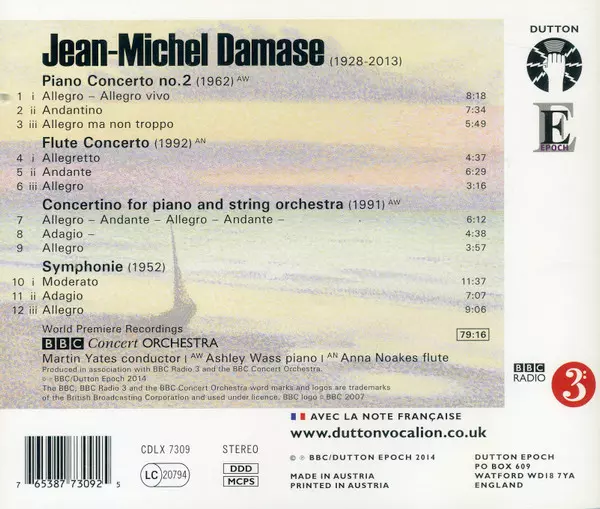 Jean-Michel Damase (1928-2013)
Piano Concerto no.2 (1962) AW
1 i Allegro – Allegro vivo 8:18
2 ii Andantino 7:34
3 iii Allegro ma non troppo 5:49
Flute Concerto (1992) AN
4 i Allegretto 4:37
5 ii Andante 6:29
6 iii Allegro 3:16
Concertino for piano and string orchestra (1991) AW
7 Allegro – Andante – Allegro – Andante – 6:12
8 Adagio – 4:38
9 Allegro 3:57
Symphonie (1952)
10 i Moderato 11:37
11 ii Adagio 7:07
12 iii Allegro 9:06
World Premiere Recordings 79:16
BBC Concert ORCHESTRA
Martin Yates conductor | AW Ashley Wass piano | AN Anna Noakes flute
Produced in association with BBC Radio 3 and the BBC Concert Orchestra.
℗ BBC/Dutton Epoch 2014
The BBC, BBC Radio 3 and the BBC Concert Orchestra word marks and logos are trademarks
of the British Broadcasting Corporation and used under licence. BBC logo © BBC 2007
DUTTON
E
EPOCH
BBC
RADIO
3
AVEC LA NOTE FRANÇAISE
www.duttonvocalion.co.uk
7 65387 73092 5
CDLX 7309 STEREO
LC 20794
DDD
MCPS
© ℗ BBC/DUTTON EPOCH 2014
MADE IN AUSTRIA
PRINTED IN AUSTRIA
DUTTON EPOCH
PO BOX 609
WATFORD WD18 7YA
ENGLAND